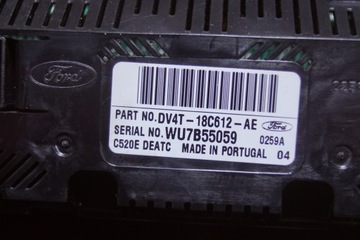 Ford
PART NO. DV4T-18C612-AE Ford
SERIAL NO. WU7B55059 0259A
C520E DEATC MADE IN PORTUGAL 04